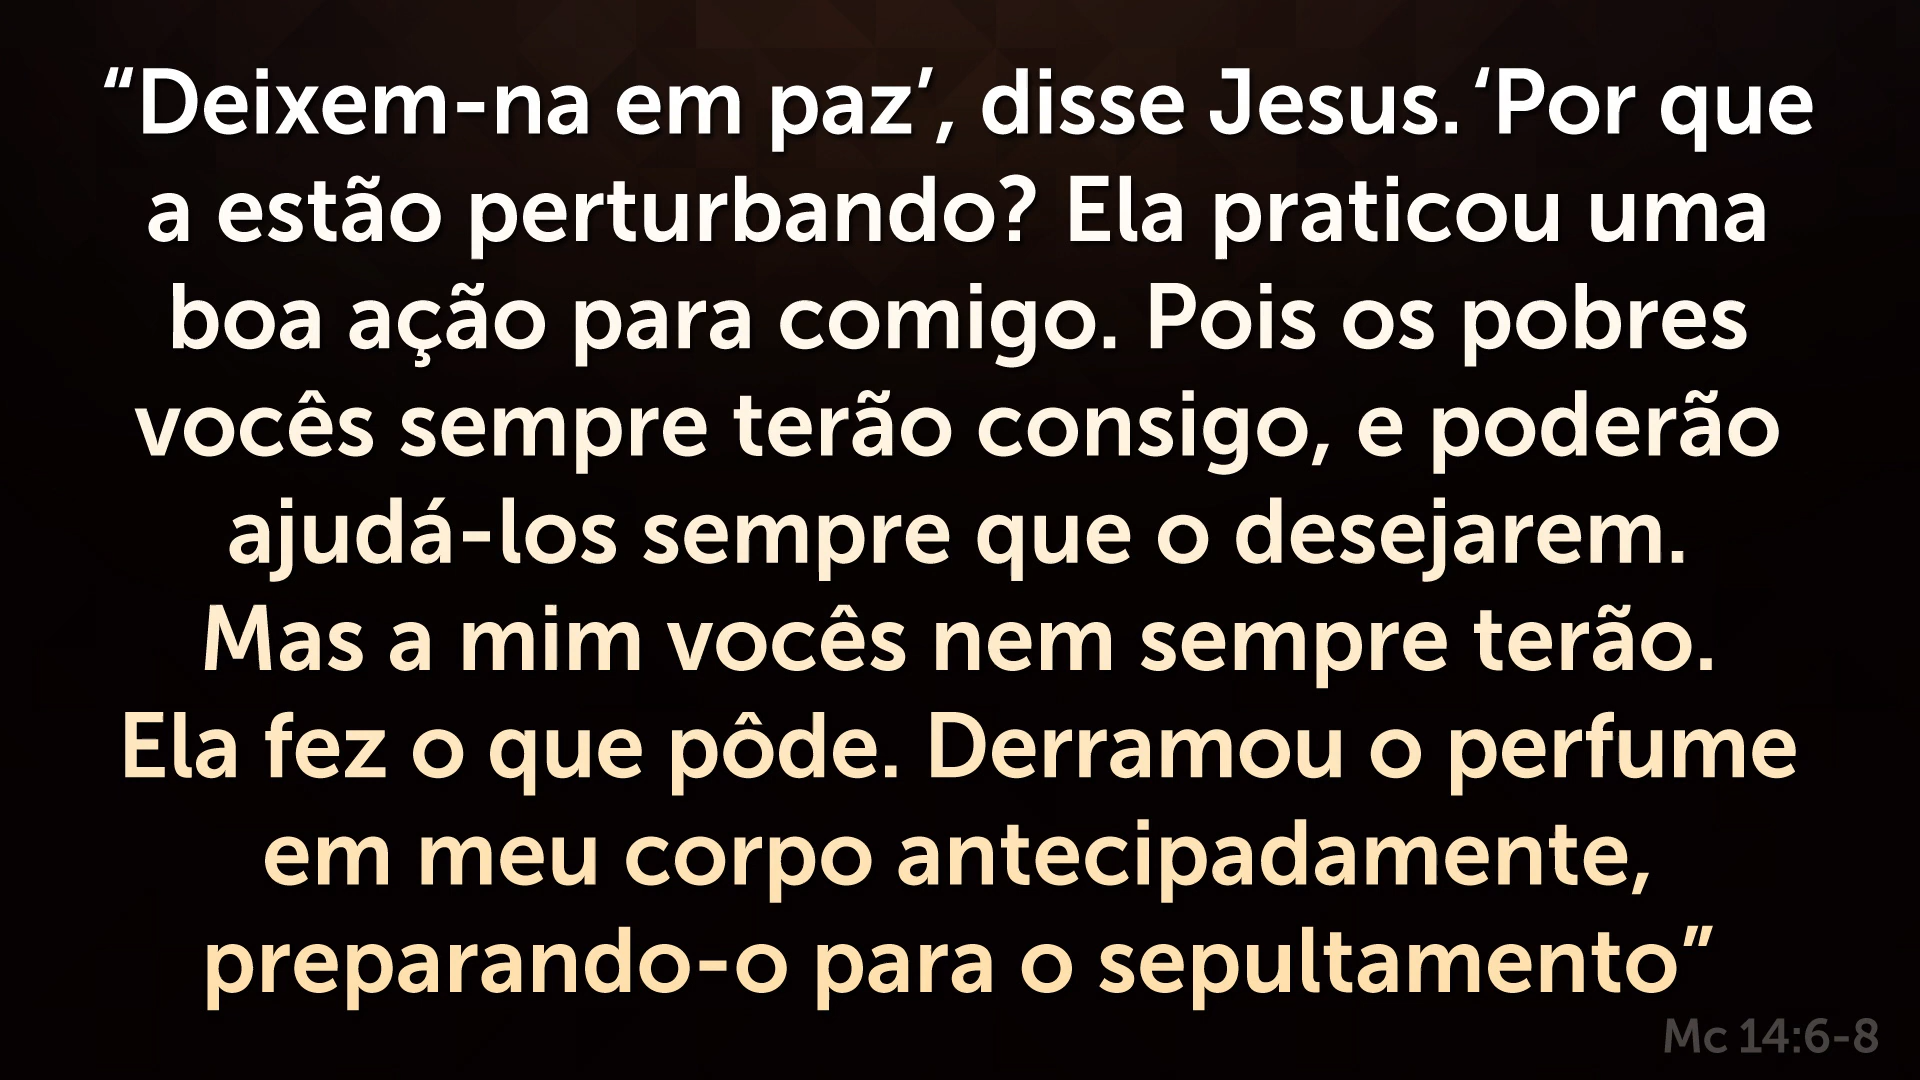 “Deixem-na em paz’, disse Jesus. ‘Por que
a estão perturbando? Ela praticou uma
boa ação para comigo. Pois os pobres
vocês sempre terão consigo, e poderão
ajudá-los sempre que o desejarem.
Mas a mim vocês nem sempre terão.
Ela fez o que pôde. Derramou o perfume
em meu corpo antecipadamente,
preparando-o para o sepultamento”
Mc 14:6-8